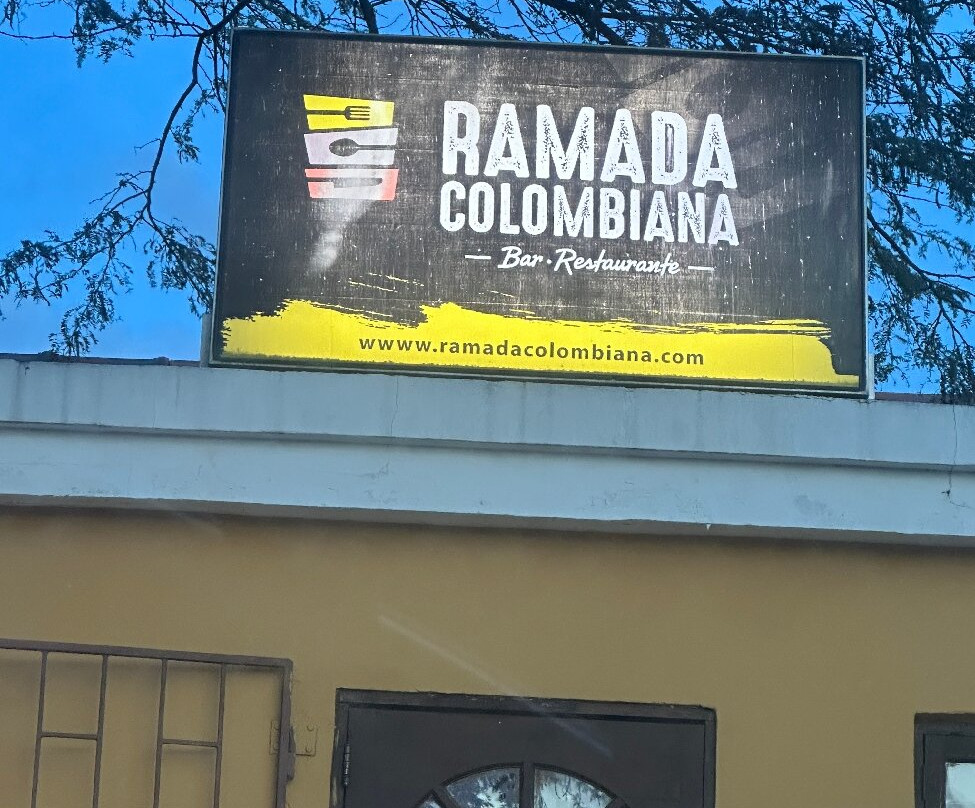 RAMADA
COLOMBIANA
— Bar · Restaurante —
www.ramadacolombiana.com